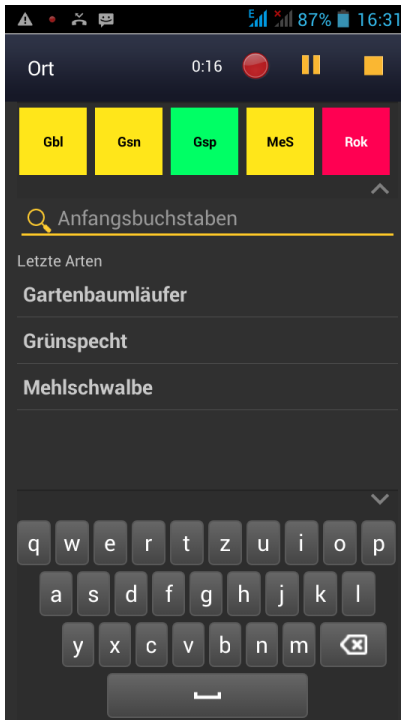 E 87% 16:31
Ort 0:16
Gbl Gsn Gsp MeS Rok
Anfangsbuchstaben
Letzte Arten
Gartenbaumläufer
Grünspecht
Mehlschwalbe
q w e r t z u i o p
a s d f g h j k l
y x c v b n m